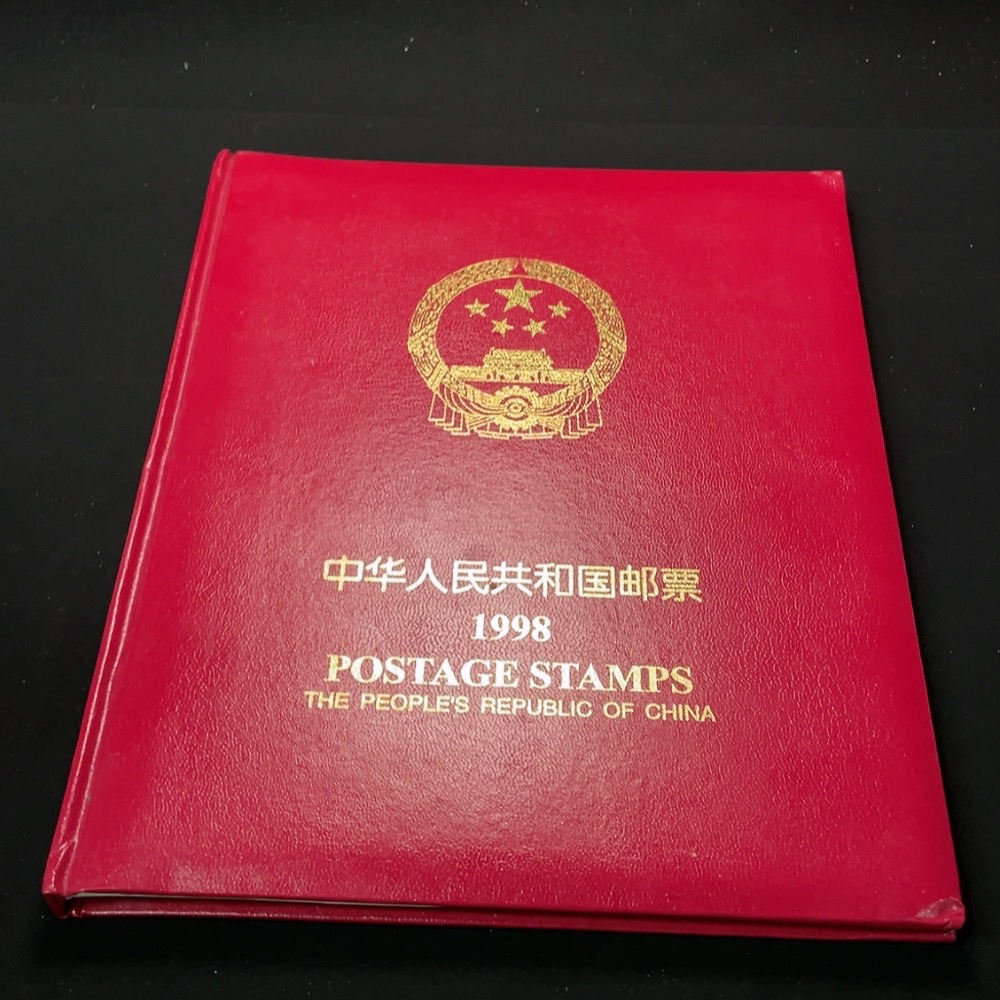 中华人民共和国邮票
1998
POSTAGE STAMPS
THE PEOPLE'S REPUBLIC OF CHINA